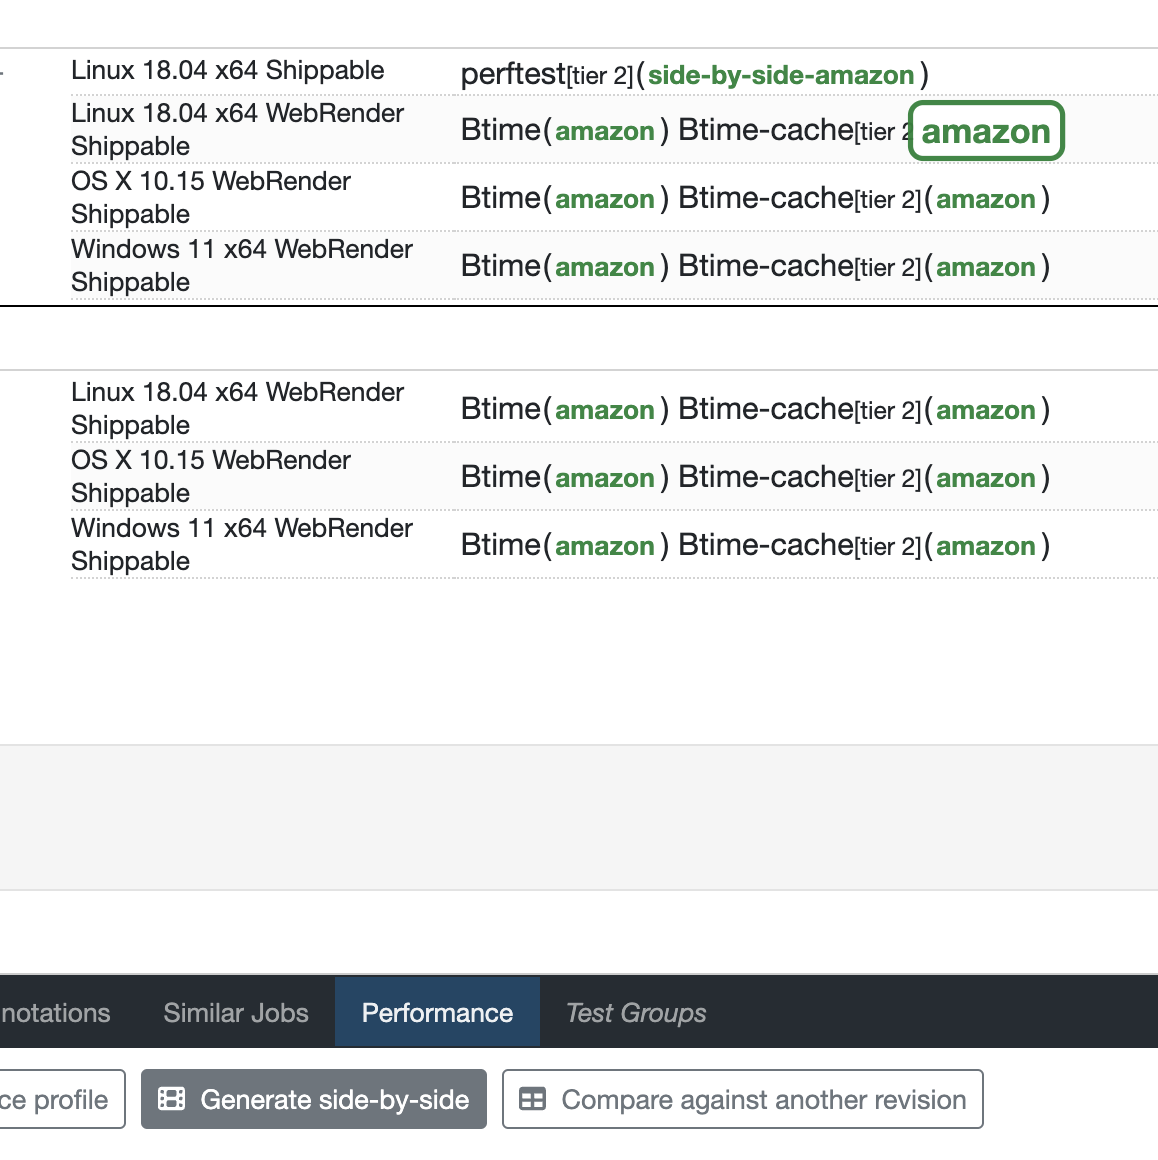 Linux 18.04 x64 Shippable perftest[tier 2](side-by-side-amazon )
Linux 18.04 x64 WebRender
Shippable
Btime(amazon ) Btime-cache[tier 2 amazon
OS X 10.15 WebRender
Shippable
Btime(amazon ) Btime-cache[tier 2](amazon )
Windows 11 x64 WebRender
Shippable
Btime(amazon ) Btime-cache[tier 2](amazon )
Linux 18.04 x64 WebRender
Shippable
Btime(amazon ) Btime-cache[tier 2](amazon )
OS X 10.15 WebRender
Shippable
Btime(amazon ) Btime-cache[tier 2](amazon )
Windows 11 x64 WebRender
Shippable
Btime(amazon ) Btime-cache[tier 2](amazon )
notations Similar Jobs Performance Test Groups
ce profile Generate side-by-side Compare against another revision